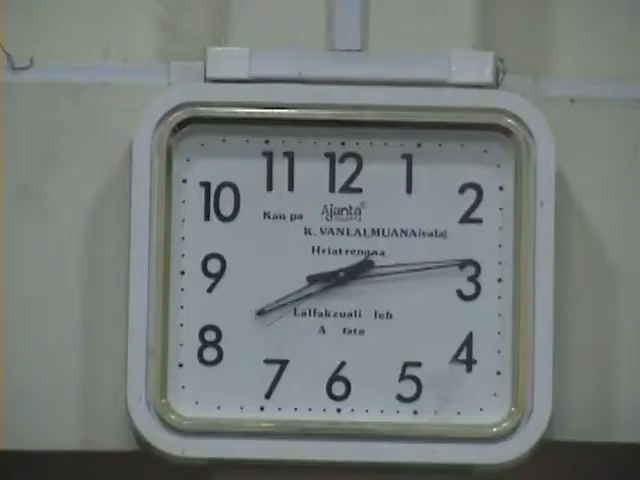 12
11
1
10
2
Ajanta
Kan pa
K. VANLALMUANA(vala)
Hriatrengna
9
3
Lalfakzuali leh
A tate
8
4
7
5
6